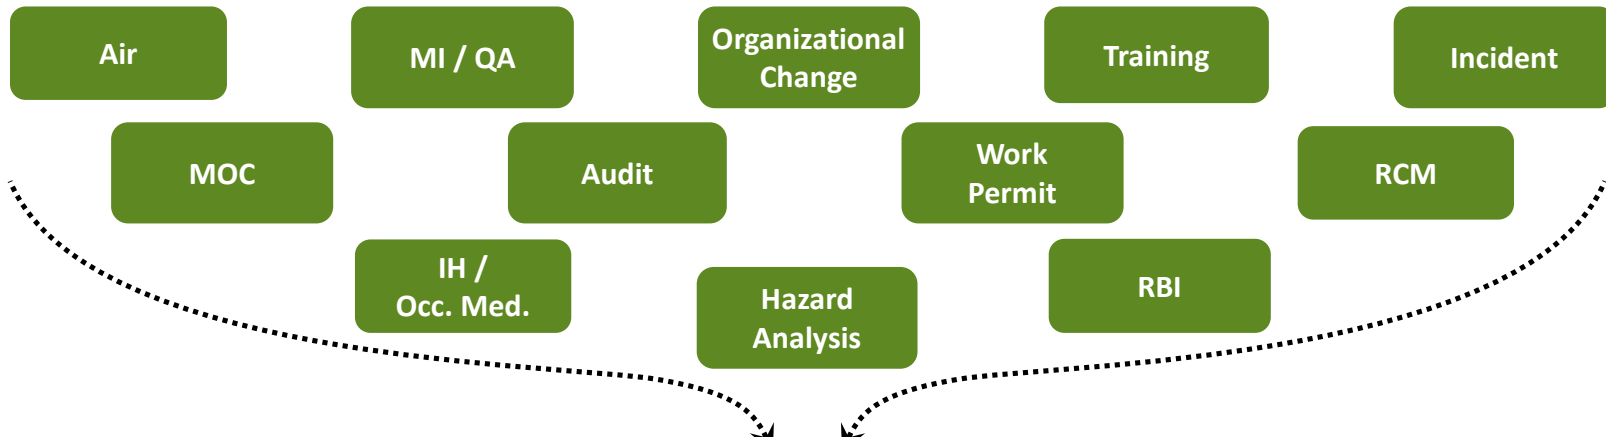 Air
MI / QA
Organizational
Change
Training
Incident
MOC
Audit
Work
Permit
RCM
IH /
Occ. Med.
Hazard
Analysis
RBI